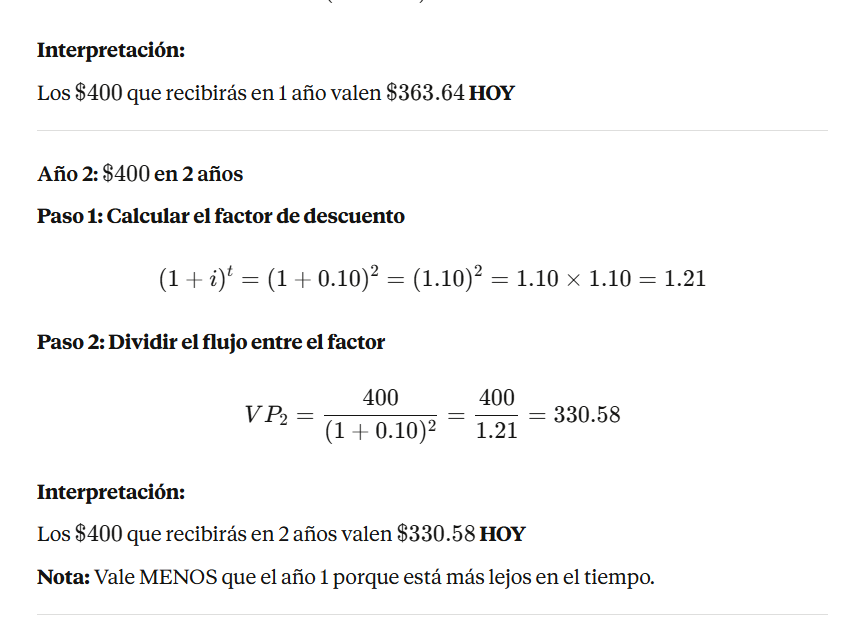 Interpretación:
Los $400 que recibirás en 1 año valen $363.64 HOY
Año 2: $400 en 2 años
Paso 1: Calcular el factor de descuento
(1 + i)^t = (1 + 0.10)^2 = (1.10)^2 = 1.10 × 1.10 = 1.21
Paso 2: Dividir el flujo entre el factor
VP_2 = 400/(1 + 0.10)^2 = 400/1.21 = 330.58
Interpretación:
Los $400 que recibirás en 2 años valen $330.58 HOY
Nota: Vale MENOS que el año 1 porque está más lejos en el tiempo.